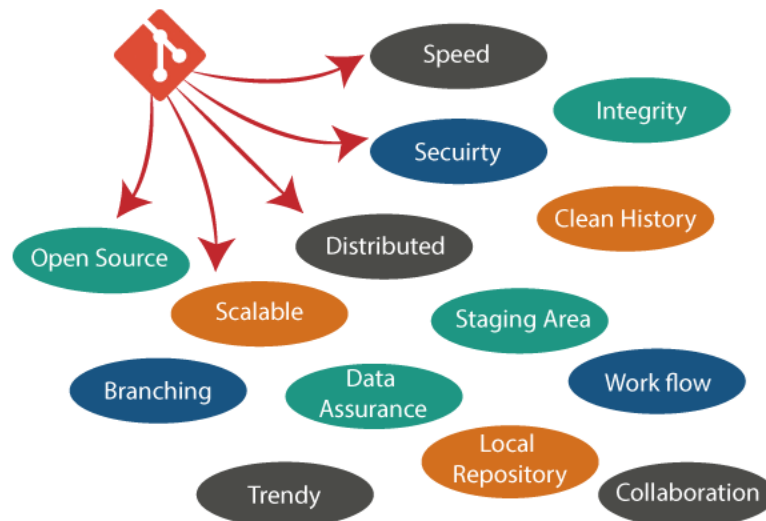 Speed
Integrity
Secuirty
Clean History
Distributed
Open Source
Scalable
Staging Area
Branching
Data
Assurance
Work flow
Local
Repository
Trendy
Collaboration